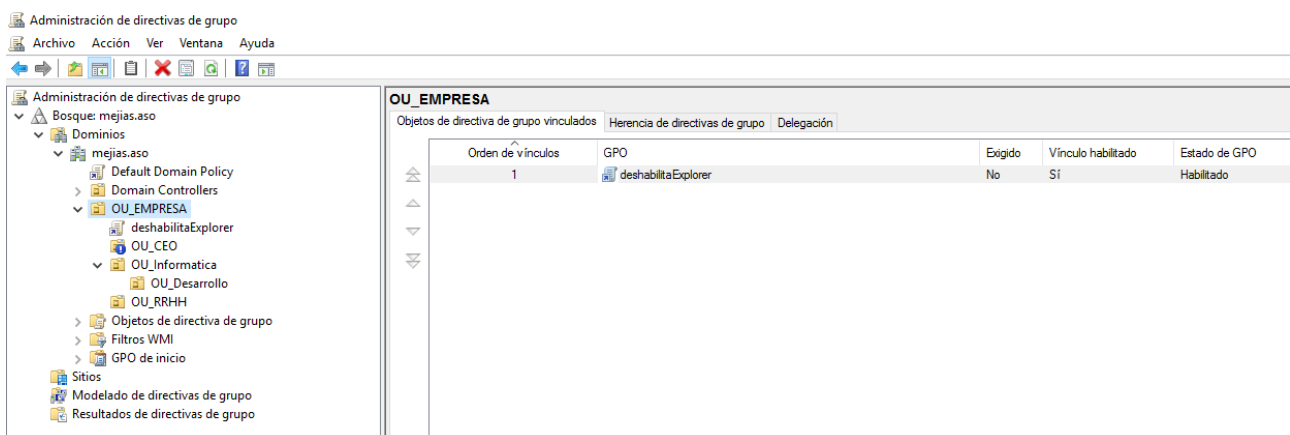 Administración de directivas de grupo
Archivo Acción Ver Ventana Ayuda
Administración de directivas de grupo
Bosque: mejias.aso
Dominios
mejias.aso
Default Domain Policy
Domain Controllers
OU_EMPRESA
deshabilitaExplorer
OU_CEO
OU_Informatica
OU_Desarrollo
OU_RRHH
Objetos de directiva de grupo
Filtros WMI
GPO de inicio
Sitios
Modelado de directivas de grupo
Resultados de directivas de grupo
OU_EMPRESA
Objetos de directiva de grupo vinculados Herencia de directivas de grupo Delegación
Orden de vínculos GPO Exigido Vínculo habilitado Estado de GPO
1 deshabilitaExplorer No Sí Habilitado